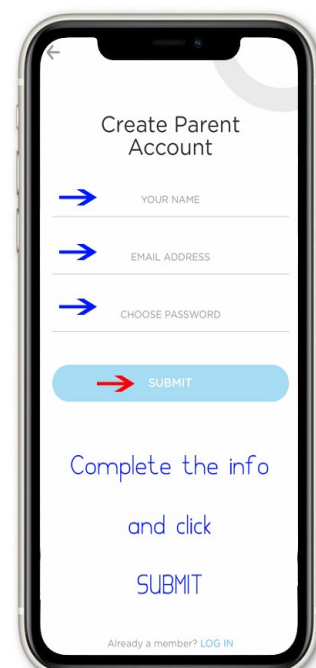 Create Parent
Account
YOUR NAME
EMAIL ADDRESS
CHOOSE PASSWORD
SUBMIT
Complete the info
and click
SUBMIT
Already a member? LOG IN